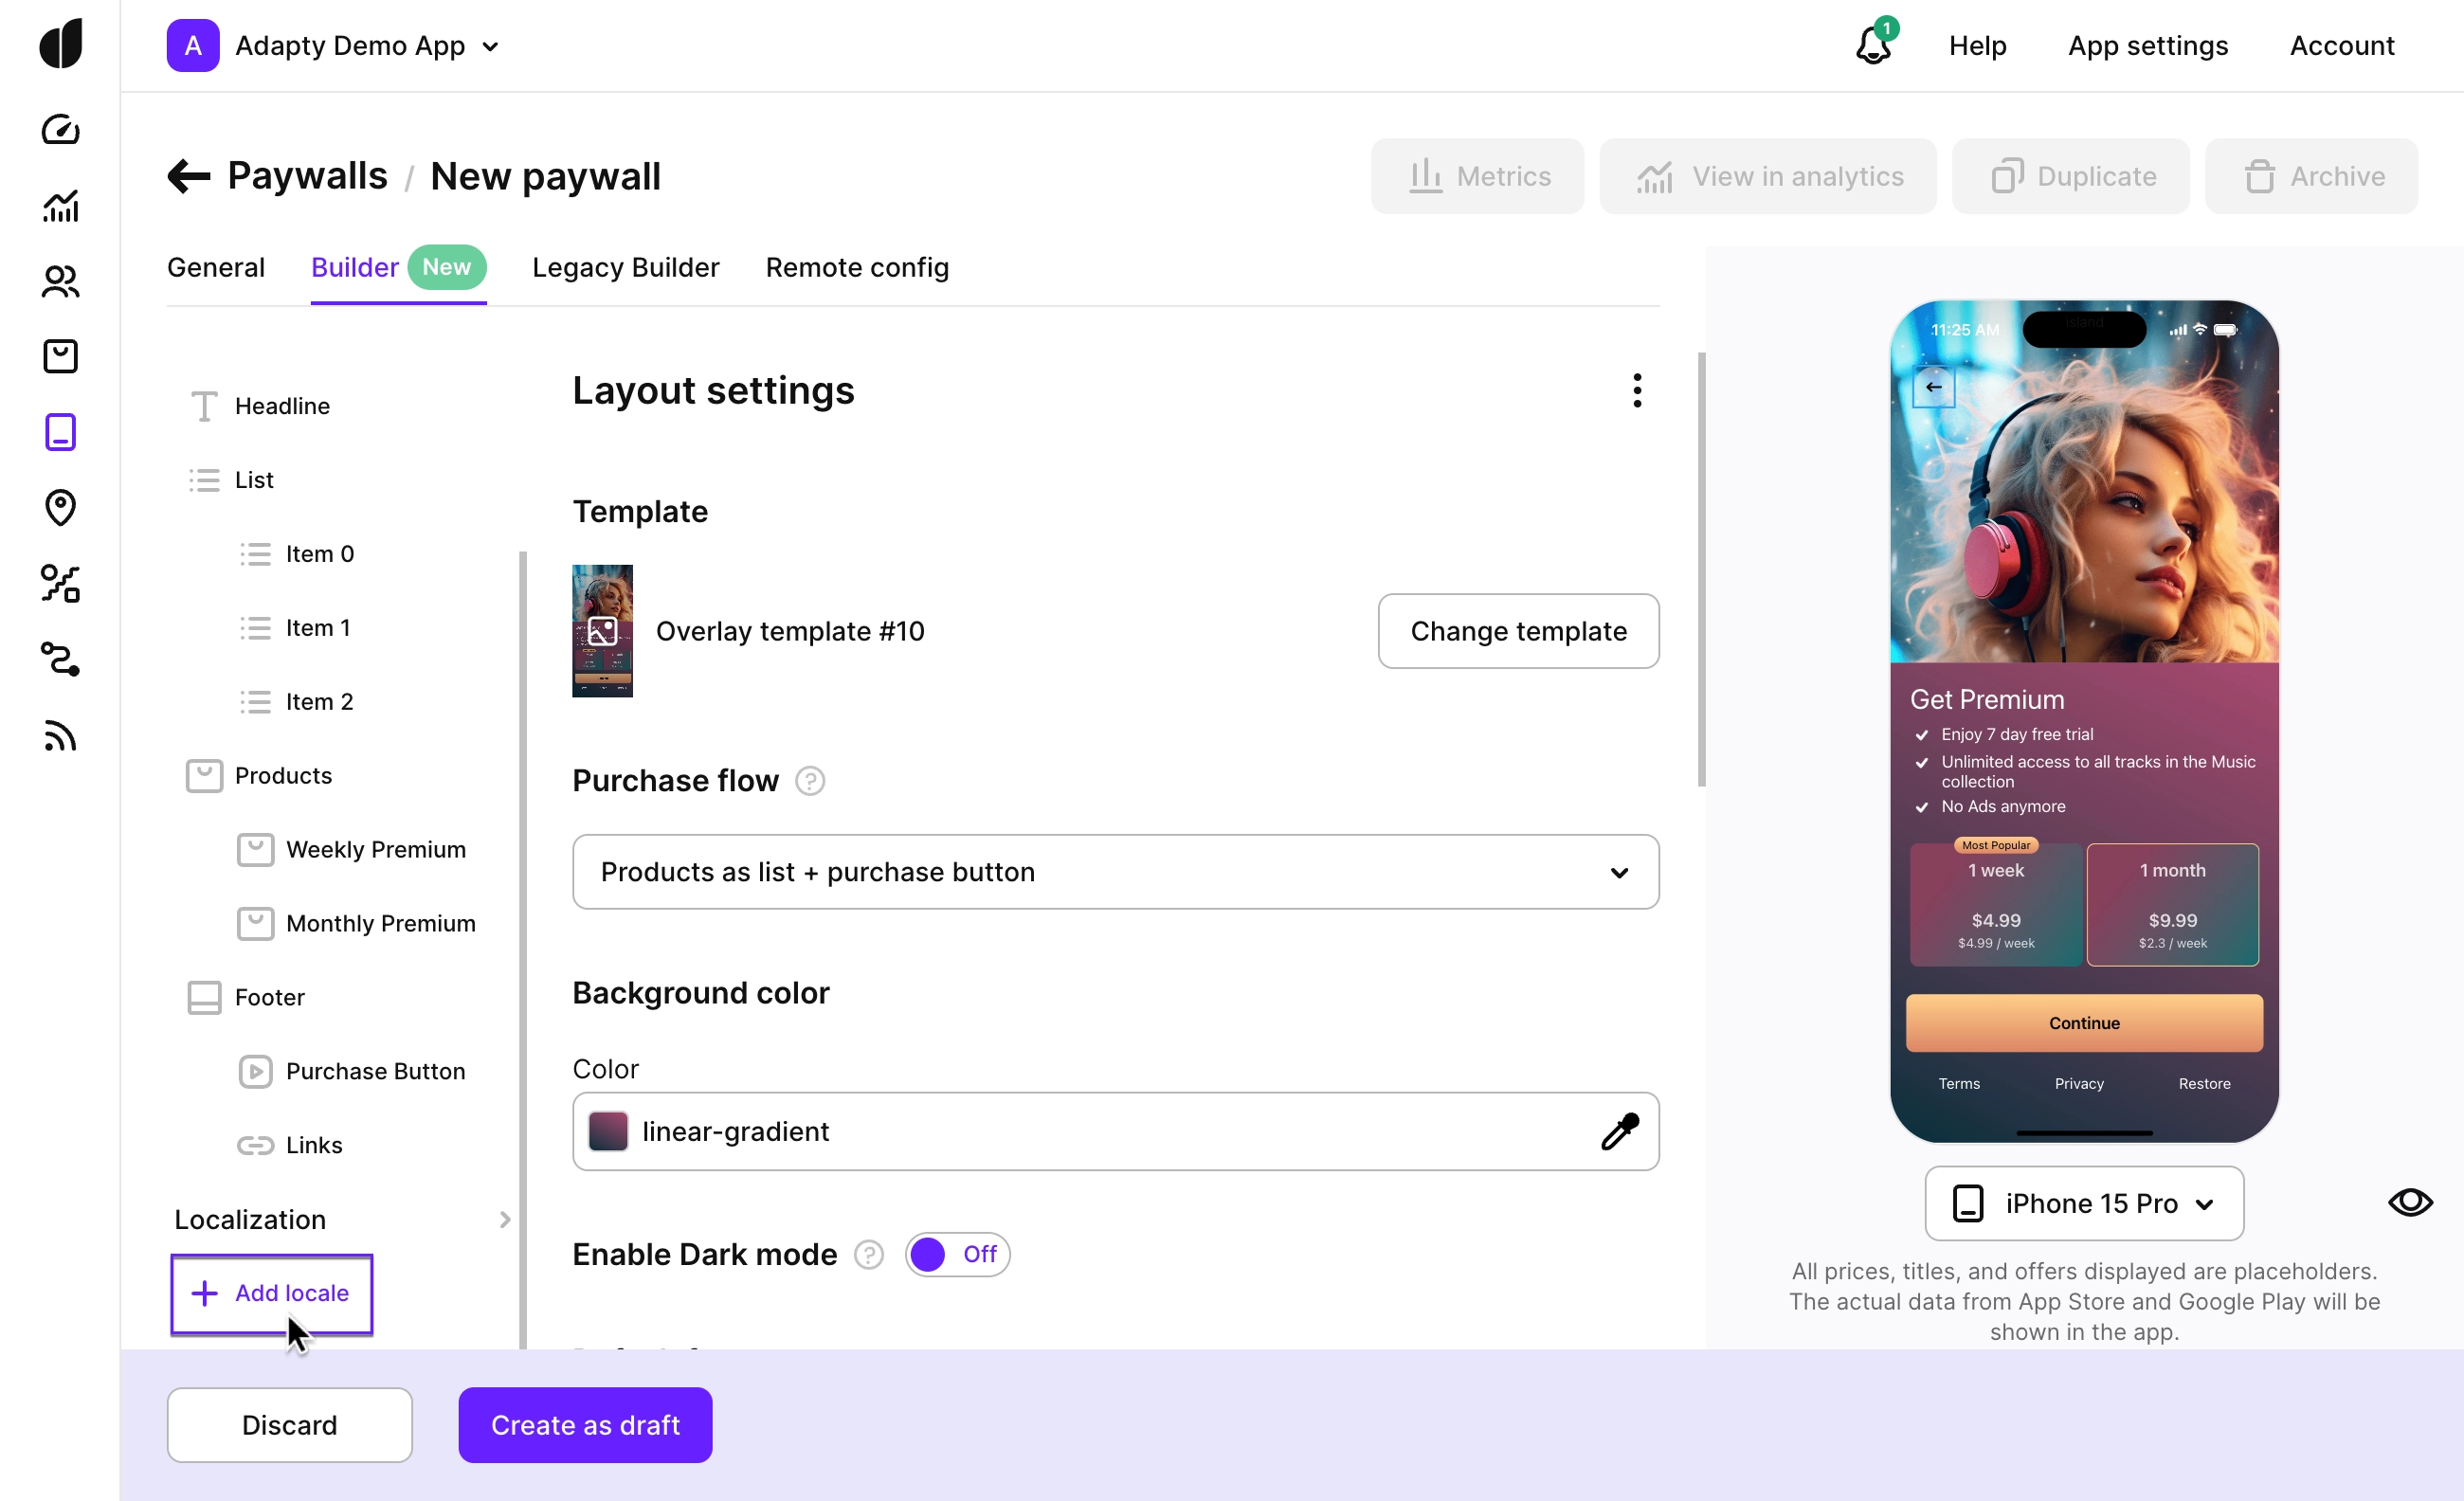 A Adapty Demo App
1
Help
App settings
Account
Paywalls / New paywall
Metrics
View in analytics
Duplicate
Archive
General
Builder New
Legacy Builder
Remote config
Headline
List
Item 0
Item 1
Item 2
Products
Weekly Premium
Monthly Premium
Footer
Purchase Button
Links
Localization
Add locale
Layout settings
Template
Overlay template #10
Change template
Purchase flow ?
Products as list + purchase button
Background color
Color
linear-gradient
Enable Dark mode ? Off
11:25 AM
island
Get Premium
Enjoy 7 day free trial
Unlimited access to all tracks in the Music
collection
No Ads anymore
Most Popular
1 week
$4.99
$4.99 / week
1 month
$9.99
$2.3 / week
Continue
Terms
Privacy
Restore
iPhone 15 Pro
All prices, titles, and offers displayed are placeholders.
The actual data from App Store and Google Play will be
shown in the app.
Discard
Create as draft